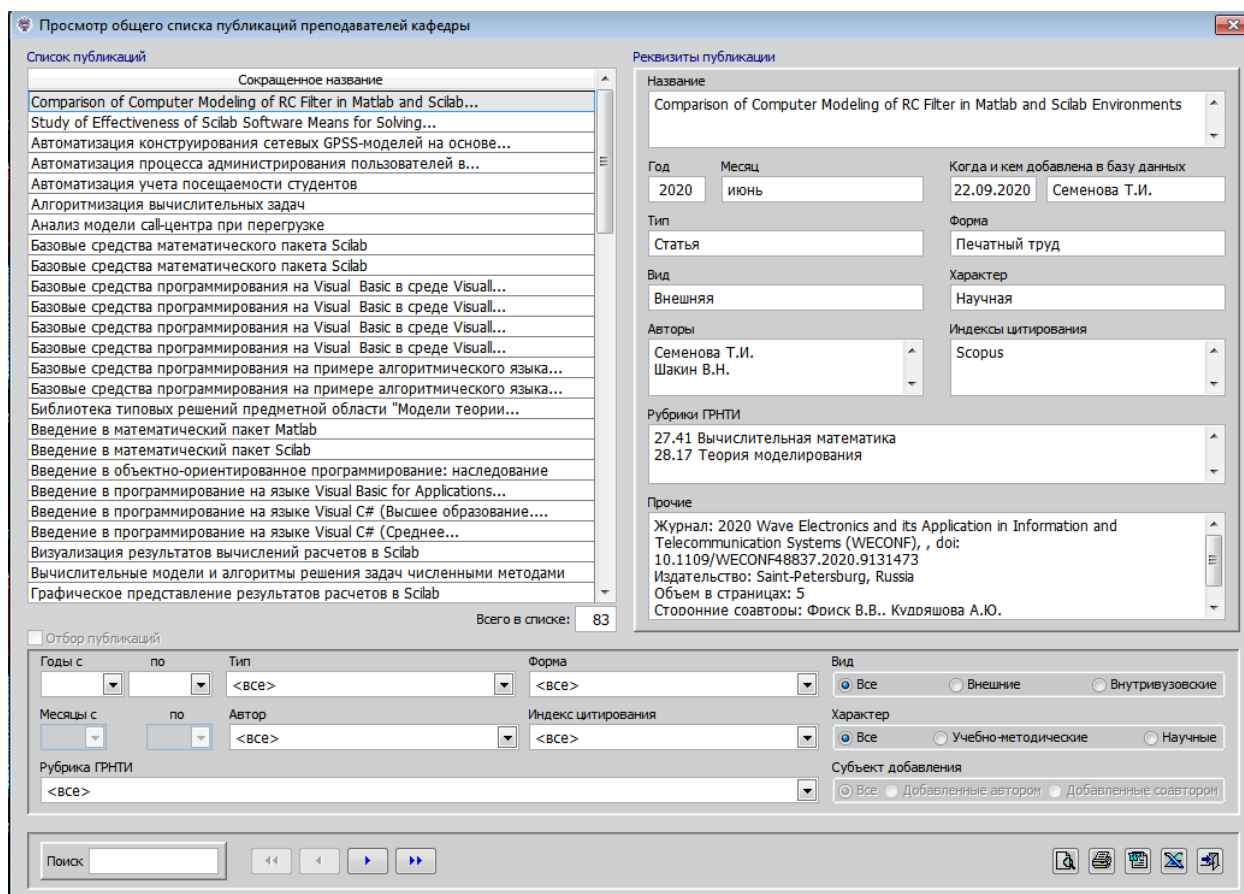 Просмотр общего списка публикаций преподавателей кафедры
Список публикаций
Сокращенное название
Comparison of Computer Modeling of RC Filter in Matlab and Scilab...
Study of Effectiveness of Scilab Software Means for Solving...
Автоматизация конструирования сетевых GPSS-моделей на основе...
Автоматизация процесса администрирования пользователей в...
Автоматизация учета посещаемости студентов
Алгоритмизация вычислительных задач
Анализ модели call-центра при перегрузке
Базовые средства математического пакета Scilab
Базовые средства математического пакета Scilab
Базовые средства программирования на Visual  Basic в среде Visuall...
Базовые средства программирования на Visual  Basic в среде Visuall...
Базовые средства программирования на Visual  Basic в среде Visuall...
Базовые средства программирования на Visual  Basic в среде Visuall...
Базовые средства программирования на примере алгоритмического языка...
Базовые средства программирования на примере алгоритмического языка...
Библиотека типовых решений предметной области "Модели теории...
Введение в математический пакет Matlab
Введение в математический пакет Scilab
Введение в объектно-ориентированное программирование: наследование
Введение в программирование на языке Visual Basic for Applications...
Введение в программирование на языке Visual C# (Высшее образование....
Введение в программирование на языке Visual C# (Среднее...
Визуализация результатов вычислений расчетов в Scilab
Вычислительные модели и алгоритмы решения задач численными методами
Графическое представление результатов расчетов в Scilab
Всего в списке: 83
Реквизиты публикации
Название
Comparison of Computer Modeling of RC Filter in Matlab and Scilab Environments
Год Месяц Когда и кем добавлена в базу данных
2020 июнь 22.09.2020 Семенова Т.И.
Тип Форма
Статья Печатный труд
Вид Характер
Внешняя Научная
Авторы Индексы цитирования
Семенова Т.И. Scopus
Шакин В.Н.
Рубрики ГРНТИ
27.41 Вычислительная математика
28.17 Теория моделирования
Прочие
Журнал: 2020 Wave Electronics and its Application in Information and
Telecommunication Systems (WECONF), , doi:
10.1109/WECONF48837.2020.9131473
Издательство: Saint-Petersburg, Russia
Объем в страницах: 5
Сторонние соавторы: Фриск В.В., Кудряшова А.Ю.
Отбор публикаций
Годы с по Тип Форма Вид
<все> <все> Все Внешние Внутривузовские
Месяцы с по Автор Индекс цитирования Характер
<все> <все> Все Учебно-методические Научные
Рубрика ГРНТИ Субъект добавления
<все> Все Добавленные автором Добавленные соавтором
Поиск